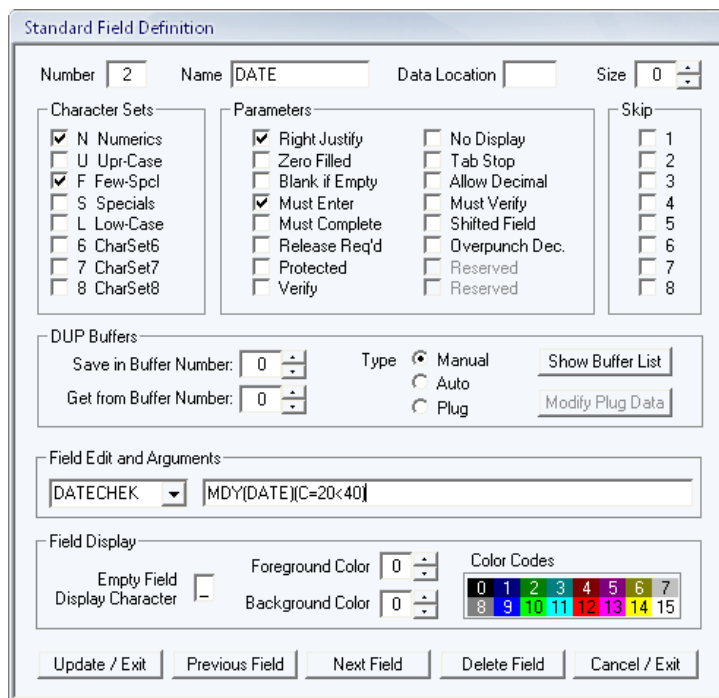 Standard Field Definition
Number 2 Name DATE Data Location Size 0
Character Sets Parameters Skip
N Numerics Right Justify No Display 1
U Upr-Case Zero Filled Tab Stop 2
F Few-Spcl Blank if Empty Allow Decimal 3
S Specials Must Enter Must Verify 4
L Low-Case Must Complete Shifted Field 5
6 CharSet6 Release Req'd Overpunch Dec. 6
7 CharSet7 Protected Reserved 7
8 CharSet8 Verify Reserved 8
DUP Buffers
Save in Buffer Number: 0 Type Manual Show Buffer List
Auto
Get from Buffer Number: 0 Plug Modify Plug Data
Field Edit and Arguments
DATECHEK MDY(DATE)(C=20<40)
Field Display
Empty Field Display Character _ Foreground Color 0 Color Codes
0 1 2 3 4 5 6 7
Background Color 0 8 9 10 11 12 13 14 15
Update / Exit Previous Field Next Field Delete Field Cancel / Exit